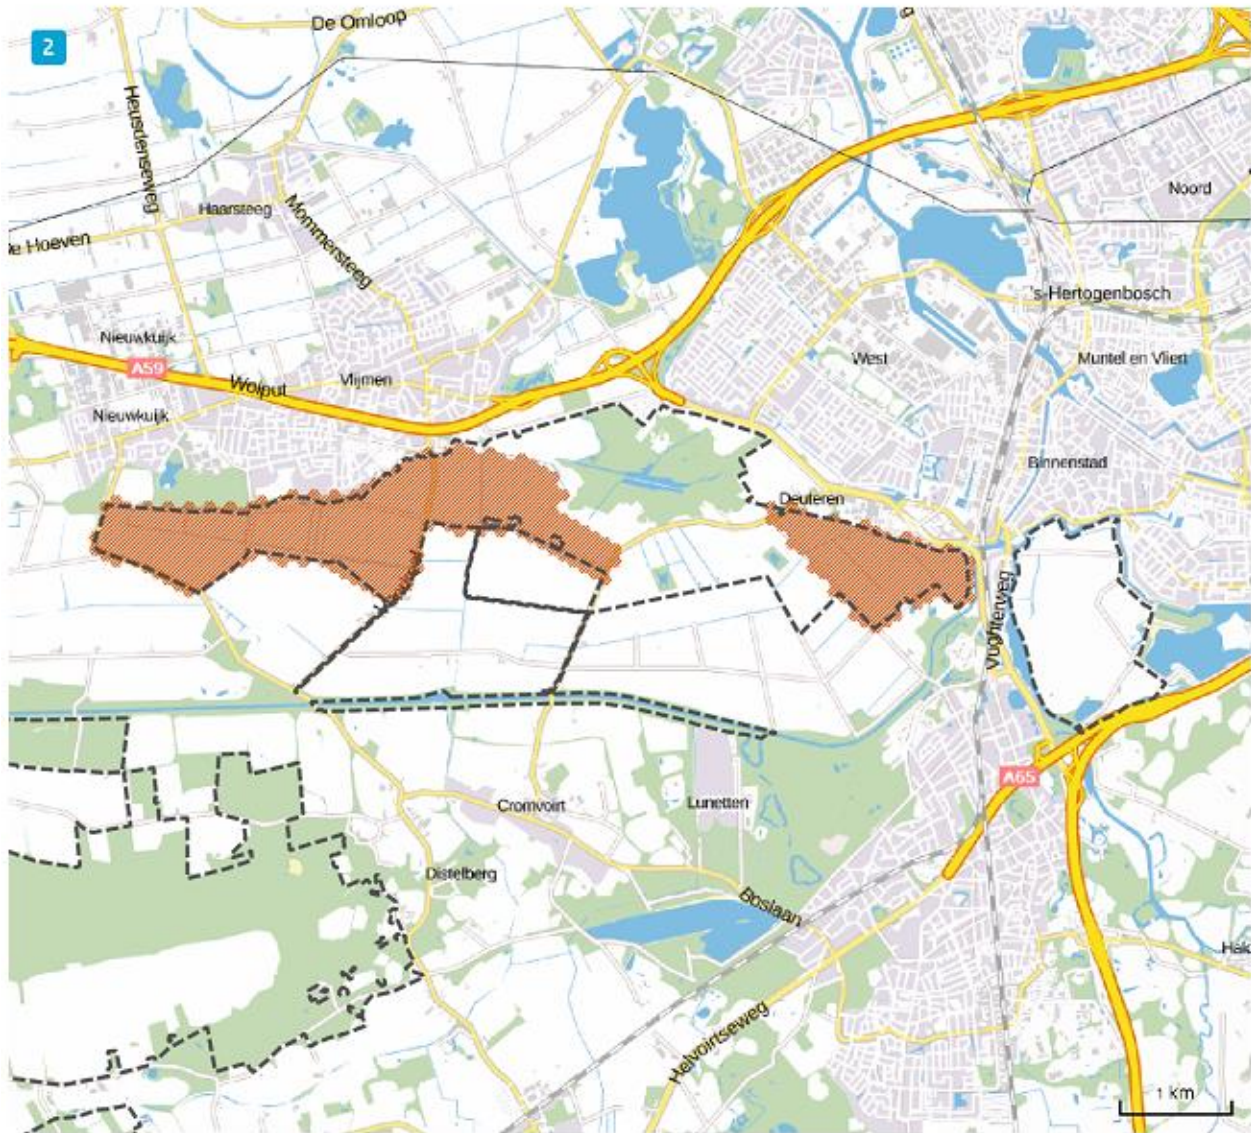 2
De Omloop
Heusdenseweg
Noord
Haarsteeg
Mommersteeg
e Hoeven
's-Hertogenbosch
Nieuwkuijk
A59
Wolput
Vlijmen
West
Muntel en Vliert
Nieuwkuijk
Binnenstad
Deuteren
Vughterweg
A65
Cromvoirt
Lunetten
Distelberg
Boslaan
Hak
Helvoirtseweg
1 km